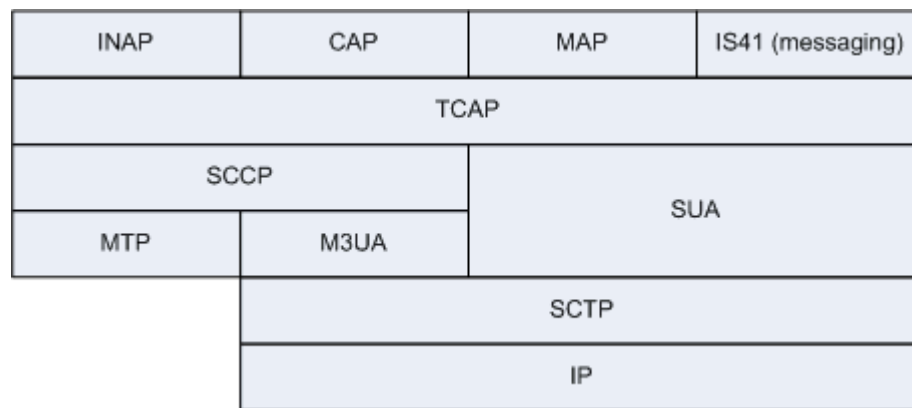 INAP CAP MAP IS41 (messaging)
TCAP
SCCP
SUA
MTP M3UA
SCTP
IP